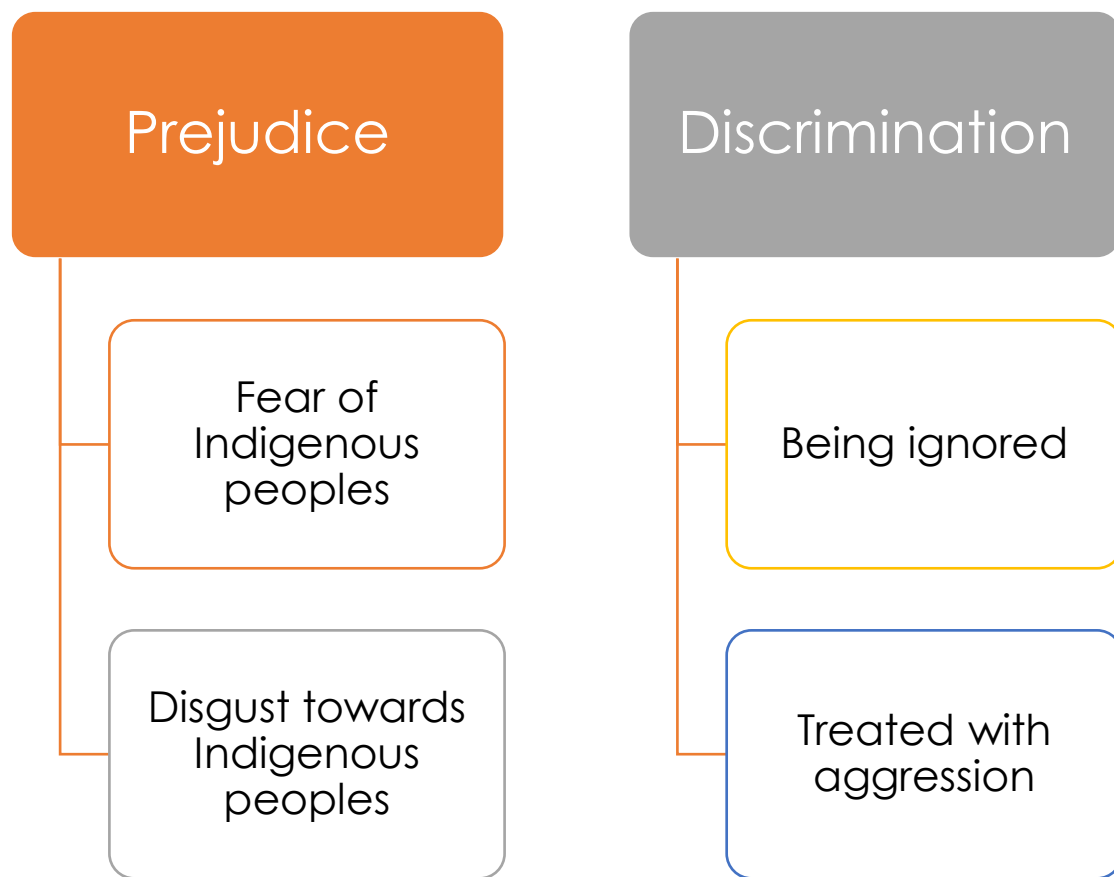 Prejudice
Fear of
Indigenous
peoples
Disgust towards
Indigenous
peoples
Discrimination
Being ignored
Treated with
aggression